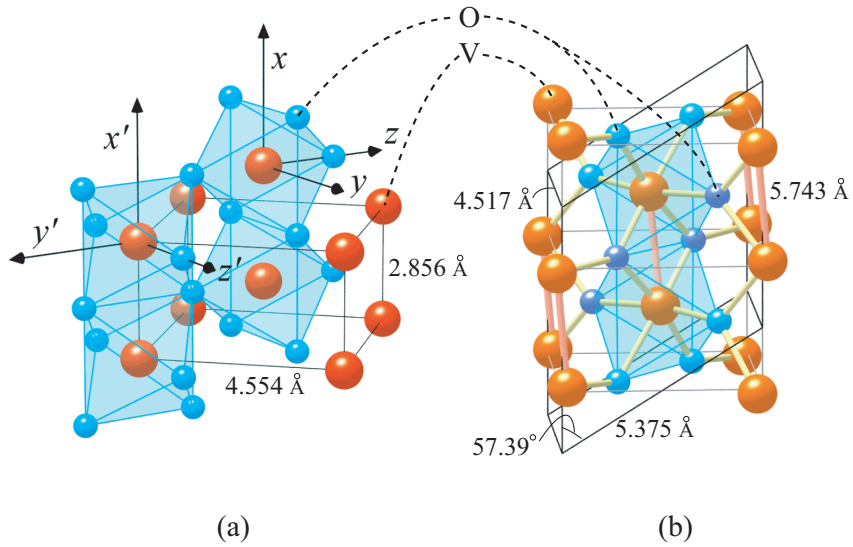 O
V
x
x′
z
y
y′
z′
2.856 Å
4.554 Å
4.517 Å
5.743 Å
57.39°
5.375 Å
(a)
(b)